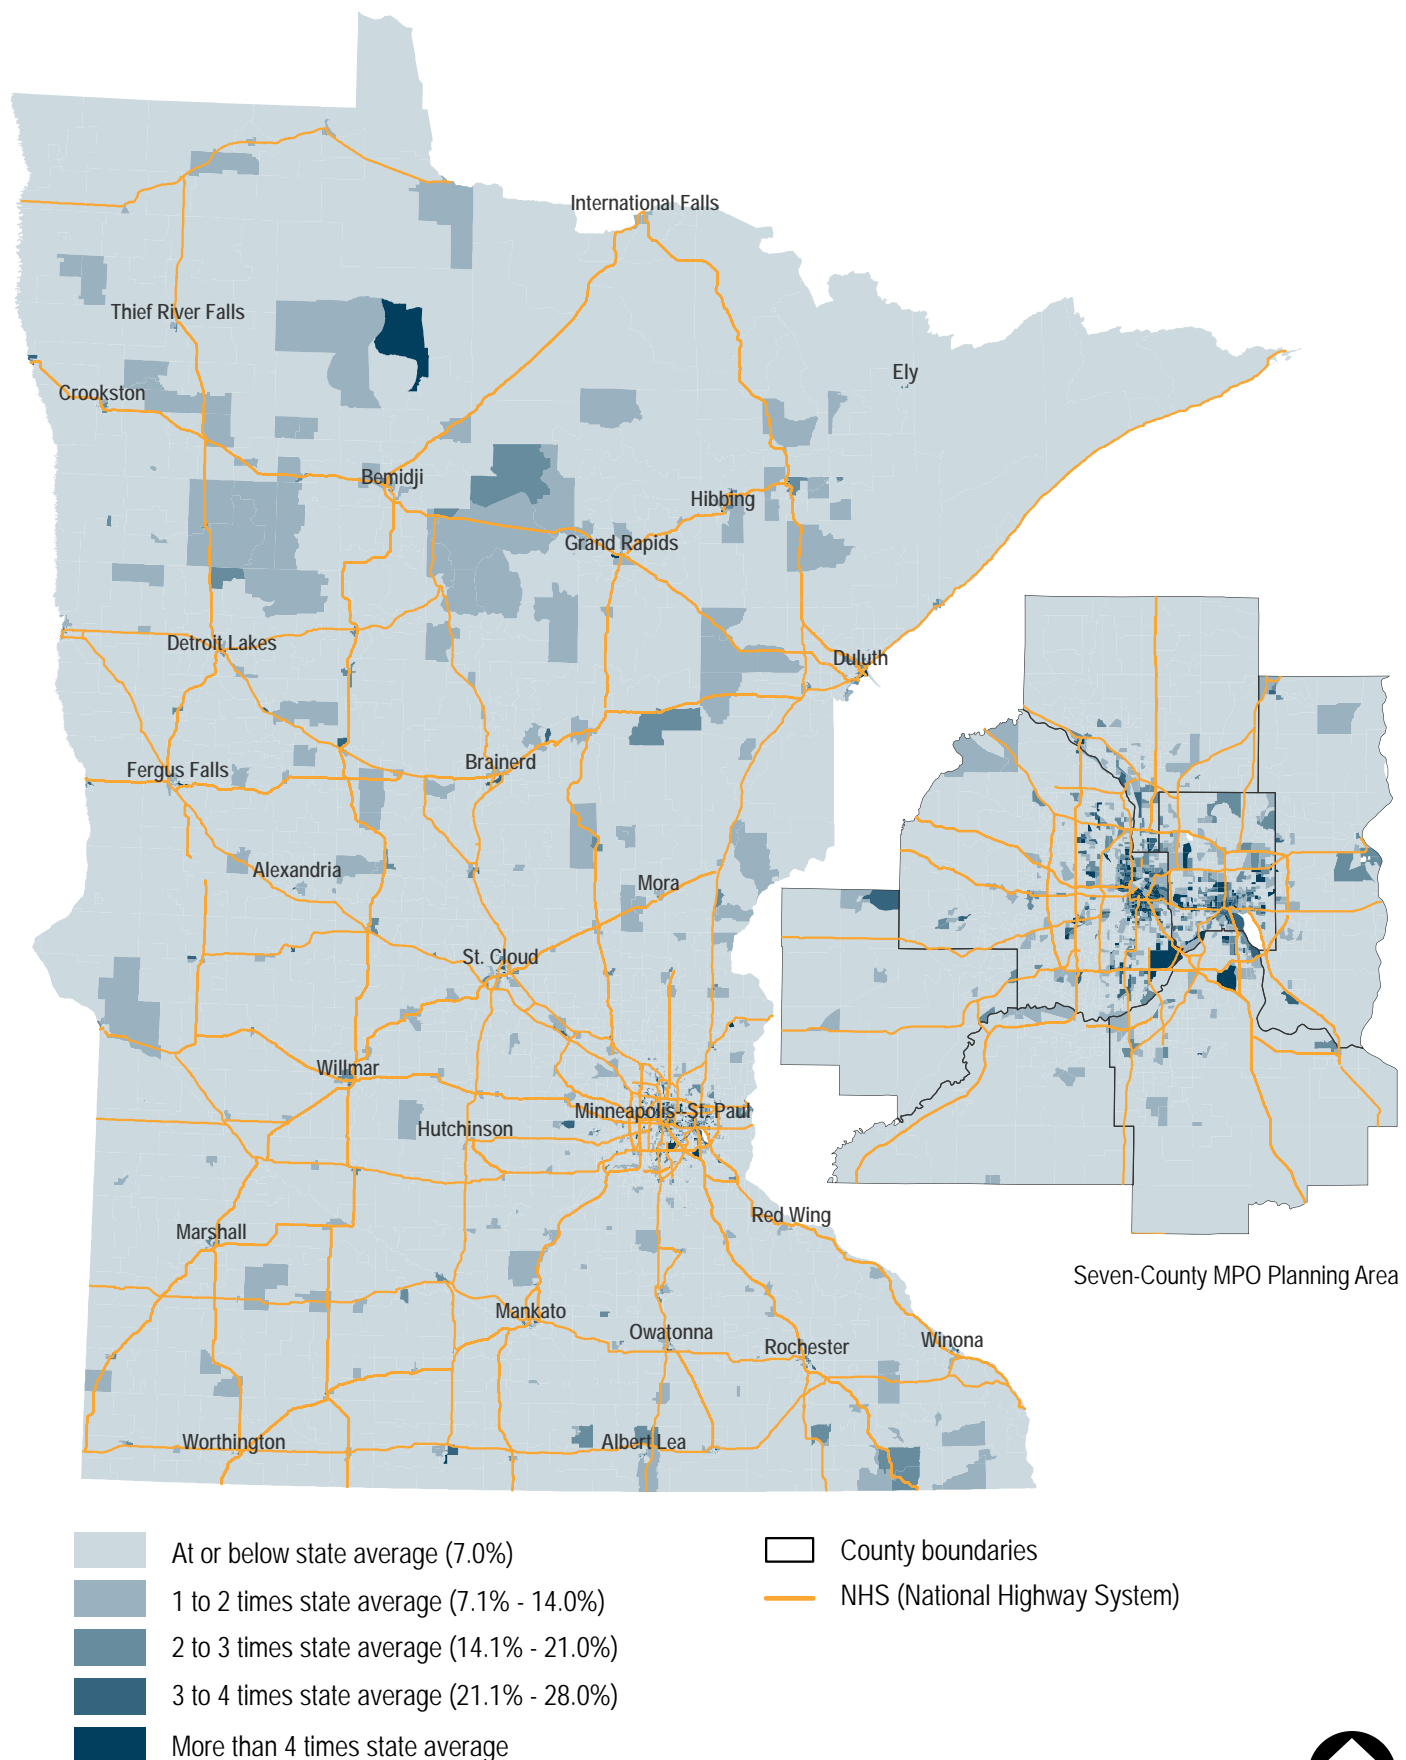 International Falls
Thief River Falls
Ely
Crookston
Bemidji
Hibbing
Grand Rapids
Detroit Lakes
Duluth
Brainerd
Fergus Falls
Alexandria
Mora
St. Cloud
Willmar
Minneapolis - St. Paul
Hutchinson
Red Wing
Marshall
Seven-County MPO Planning Area
Mankato
Owatonna
Rochester
Winona
Worthington
Albert Lea
At or below state average (7.0%)
1 to 2 times state average (7.1% - 14.0%)
2 to 3 times state average (14.1% - 21.0%)
3 to 4 times state average (21.1% - 28.0%)
More than 4 times state average
County boundaries
NHS (National Highway System)